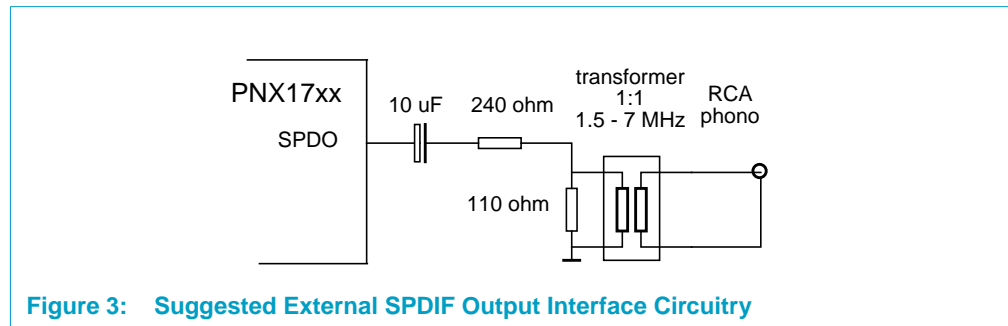 PNX17xx
SPDO
10 uF
240 ohm
110 ohm
transformer
1:1
1.5 - 7 MHz
RCA
phono
Figure 3: Suggested External SPDIF Output Interface Circuitry